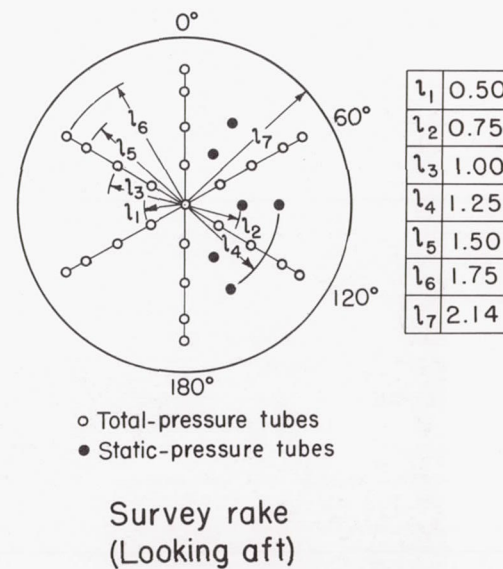 0°
60°
120°
180°
l6
l5
l7
l3
l1
l2
l4
l1 0.50
l2 0.75
l3 1.00
l4 1.25
l5 1.50
l6 1.75
l7 2.14
○ Total-pressure tubes
● Static-pressure tubes
Survey rake
(Looking aft)